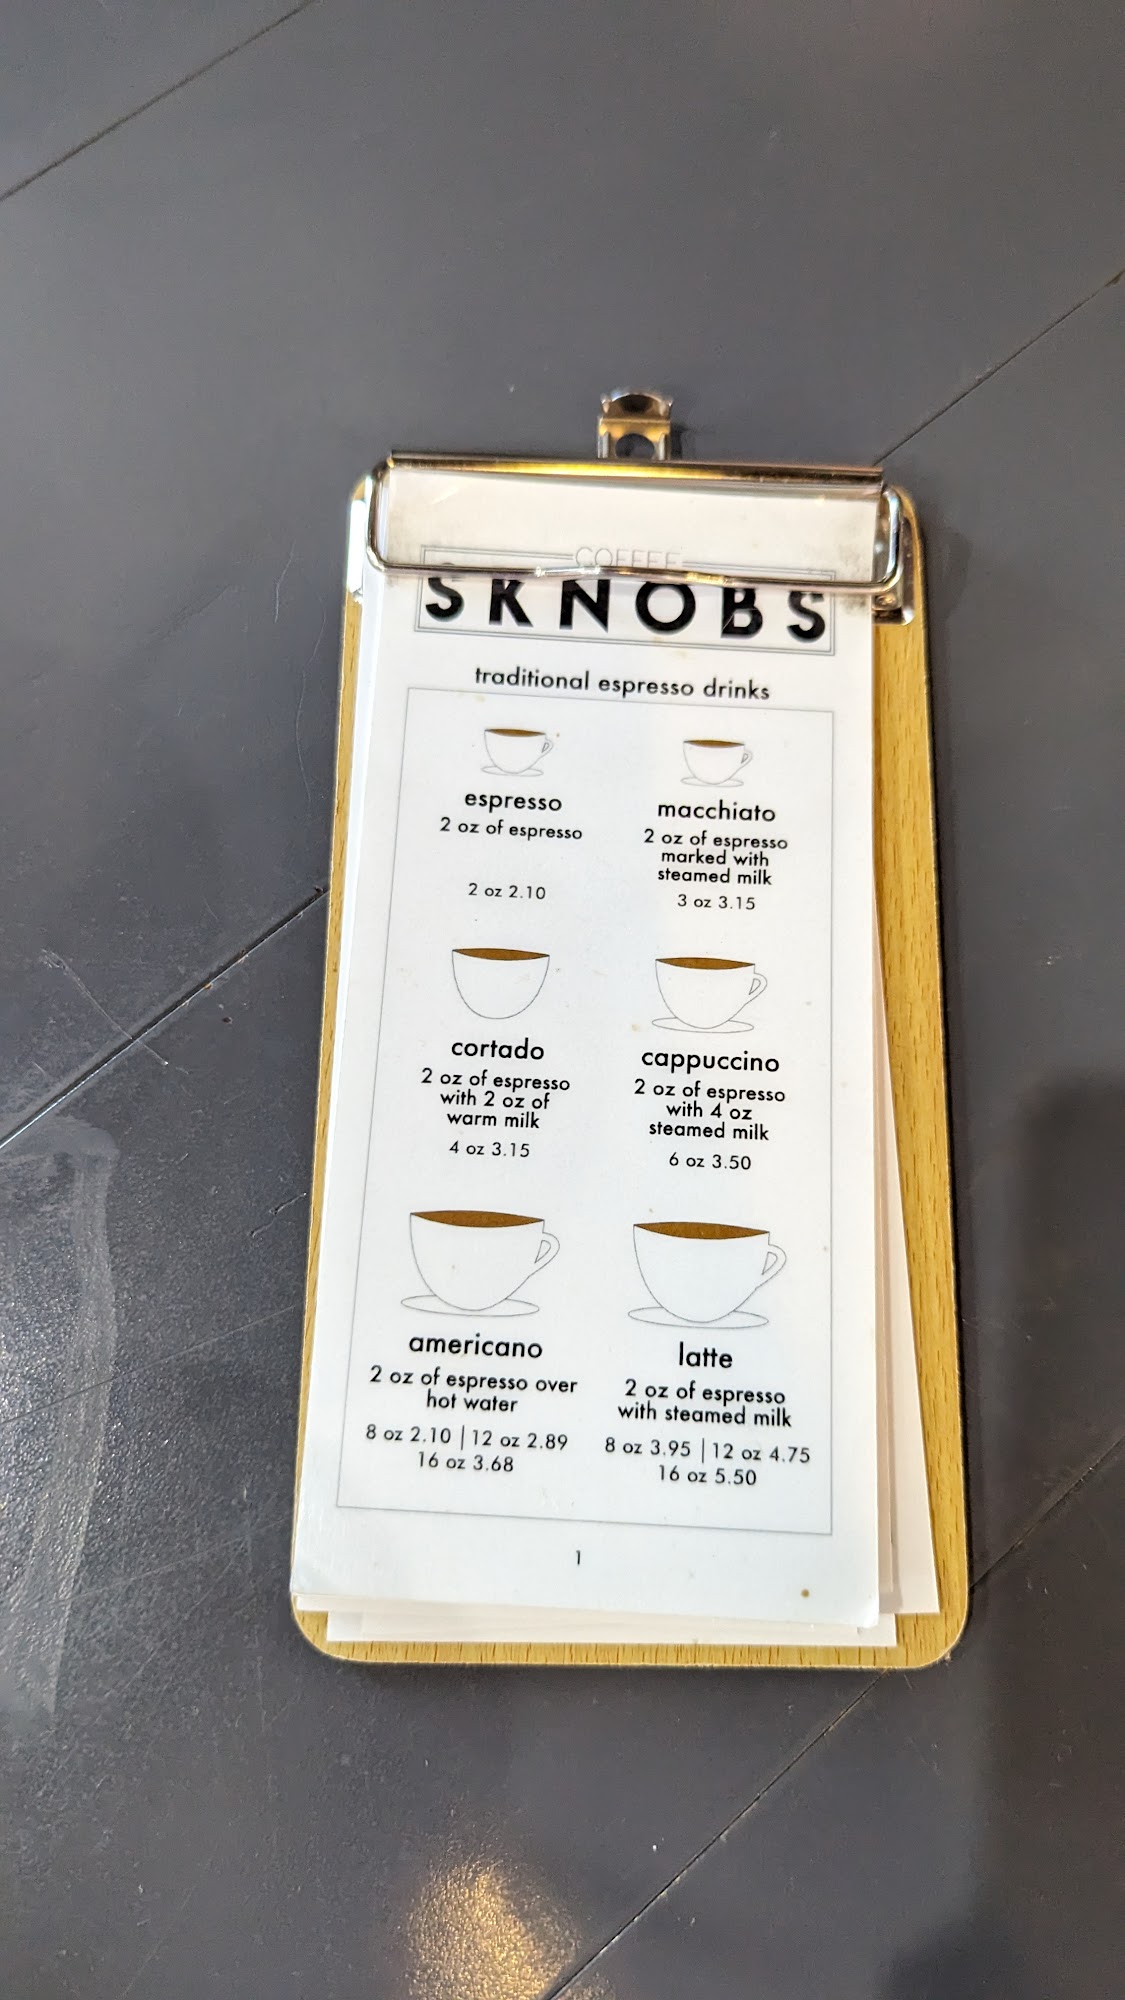 COFFEE
SKNOBS
traditional espresso drinks
espresso
2 oz of espresso
2 oz 2.10
macchiato
2 oz of espresso
marked with
steamed milk
3 oz 3.15
cortado
2 oz of espresso
with 2 oz of
warm milk
4 oz 3.15
cappuccino
2 oz of espresso
with 4 oz
steamed milk
6 oz 3.50
americano
2 oz of espresso over
hot water
8 oz 2.10 | 12 oz 2.89
16 oz 3.68
latte
2 oz of espresso
with steamed milk
8 oz 3.95 | 12 oz 4.75
16 oz 5.50
1